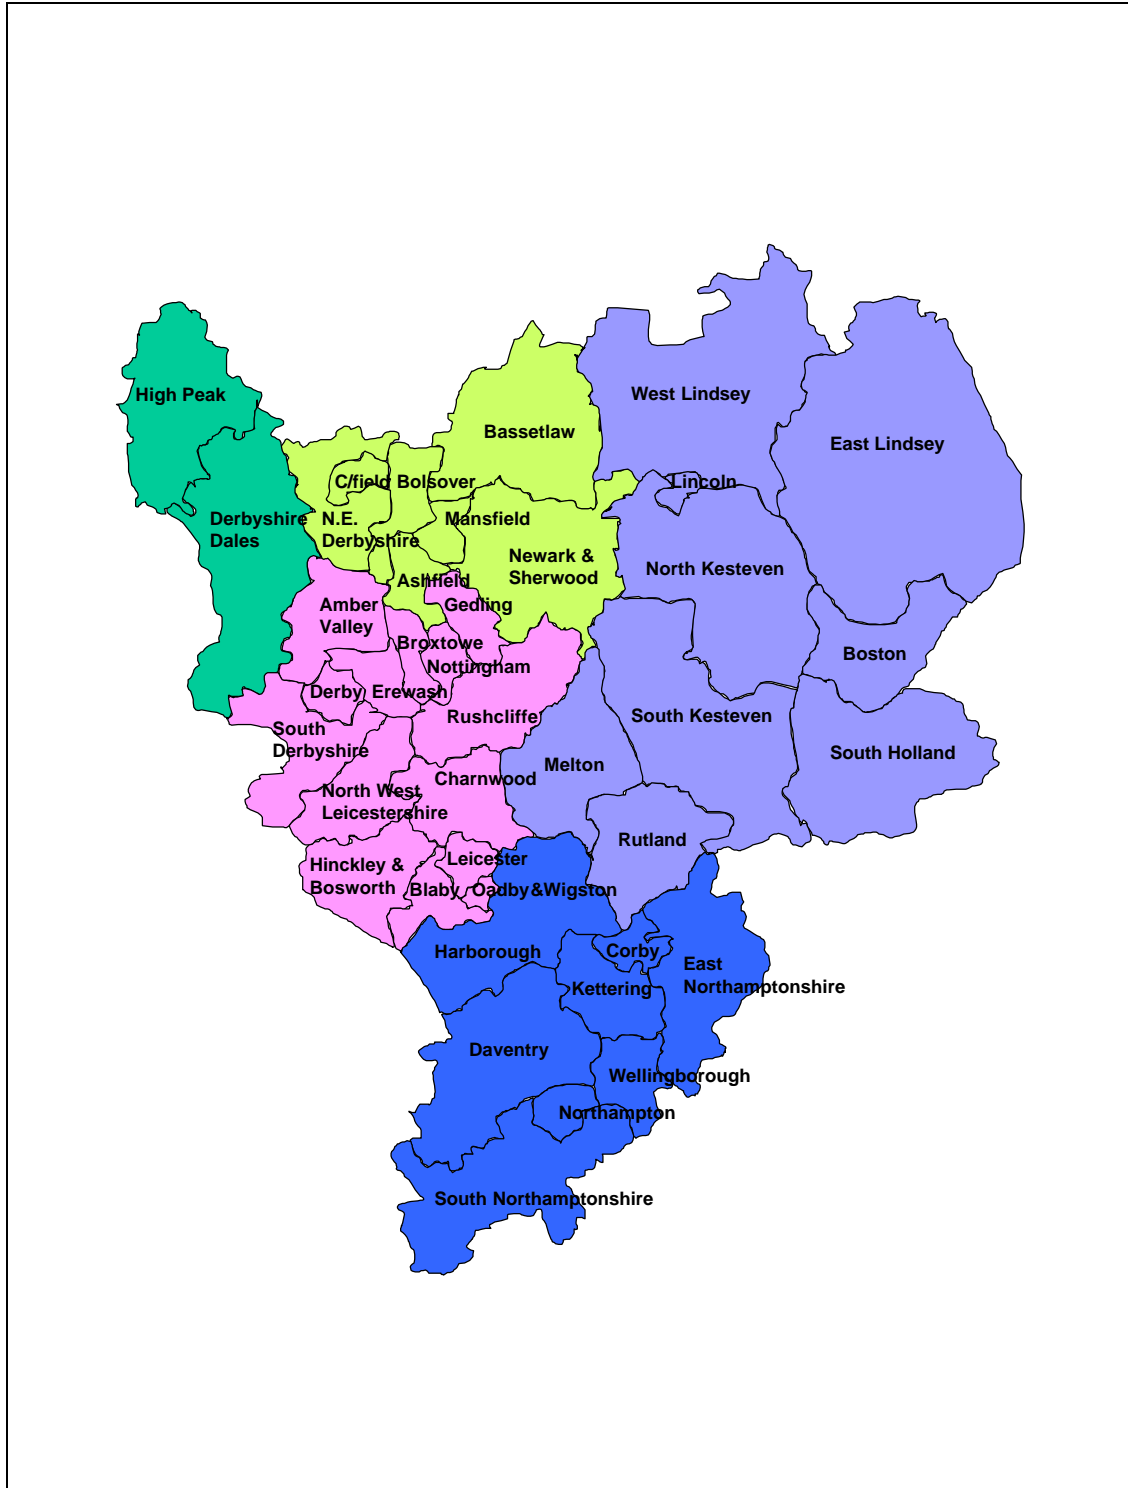 High Peak
West Lindsey
Bassetlaw
East Lindsey
C/field
Bolsover
Lincoln
Derbyshire
Dales
N.E.
Derbyshire
Mansfield
Newark &
Sherwood
North Kesteven
Ashfield
Gedling
Amber
Valley
Broxtowe
Nottingham
Boston
Derby
Erewash
Rushcliffe
South Kesteven
South
Derbyshire
South Holland
Melton
Charnwood
North West
Leicestershire
Rutland
Leicester
Hinckley &
Bosworth
Blaby
Oadby &Wigston
Harborough
Corby
East
Northamptonshire
Kettering
Daventry
Wellingborough
Northampton
South Northamptonshire